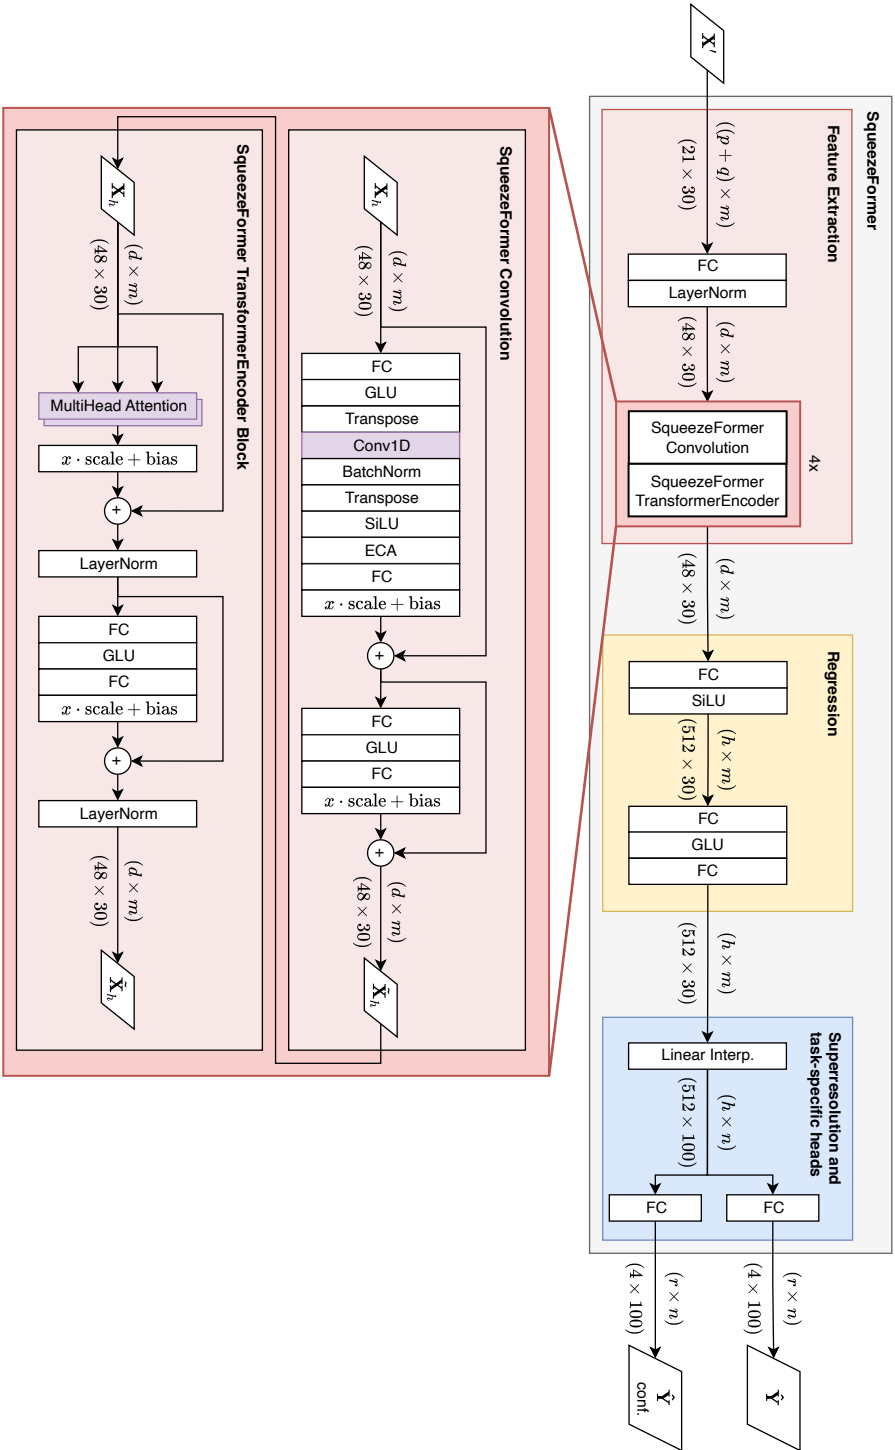 SqueezeFormer
Feature Extraction
X′
((p + q) × m)
(21 × 30)
FC
LayerNorm
(d × m)
(48 × 30)
4x
SqueezeFormer
Convolution
SqueezeFormer
TransformerEncoder
(d × m)
(48 × 30)
Regression
FC
SiLU
(h × m)
(512 × 30)
FC
GLU
FC
(h × m)
(512 × 30)
Superresolution and
task-specific heads
Linear Interp.
(h × n)
(512 × 100)
FC
FC
(r × n)
(4 × 100)
Ŷ
(r × n)
(4 × 100)
Ŷ
conf.
SqueezeFormer Convolution
X_h
(d × m)
(48 × 30)
FC
GLU
Transpose
Conv1D
BatchNorm
Transpose
SiLU
ECA
FC
x · scale + bias
+
FC
GLU
FC
x · scale + bias
+
(d × m)
(48 × 30)
X̃_h
SqueezeFormer TransformerEncoder Block
X_h
(d × m)
(48 × 30)
MultiHead Attention
x · scale + bias
+
LayerNorm
FC
GLU
FC
x · scale + bias
+
LayerNorm
(d × m)
(48 × 30)
X̃_h